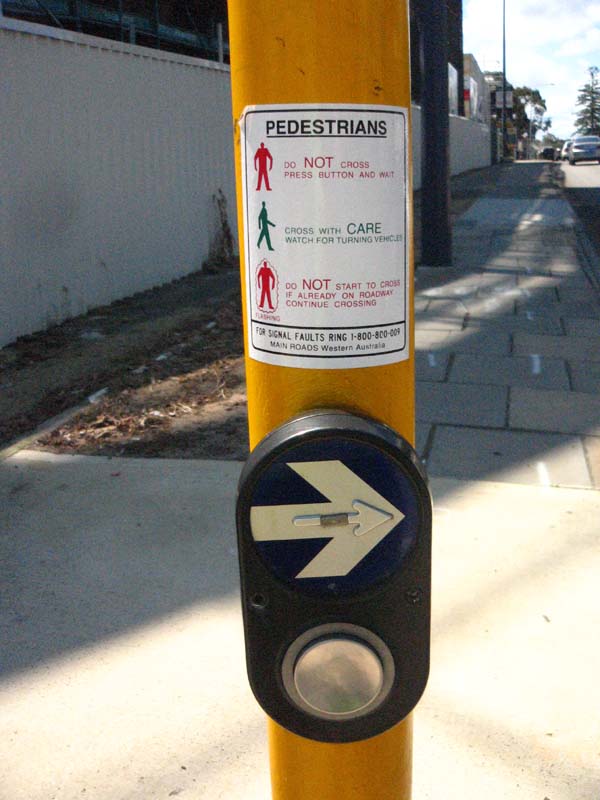 PEDESTRIANS
DO NOT CROSS
PRESS BUTTON AND WAIT
CROSS WITH CARE
WATCH FOR TURNING VEHICLES
DO NOT START TO CROSS
IF ALREADY ON ROADWAY
CONTINUE CROSSING
FLASHING
FOR SIGNAL FAULTS RING 1-800-800-009
MAIN ROADS Western Australia